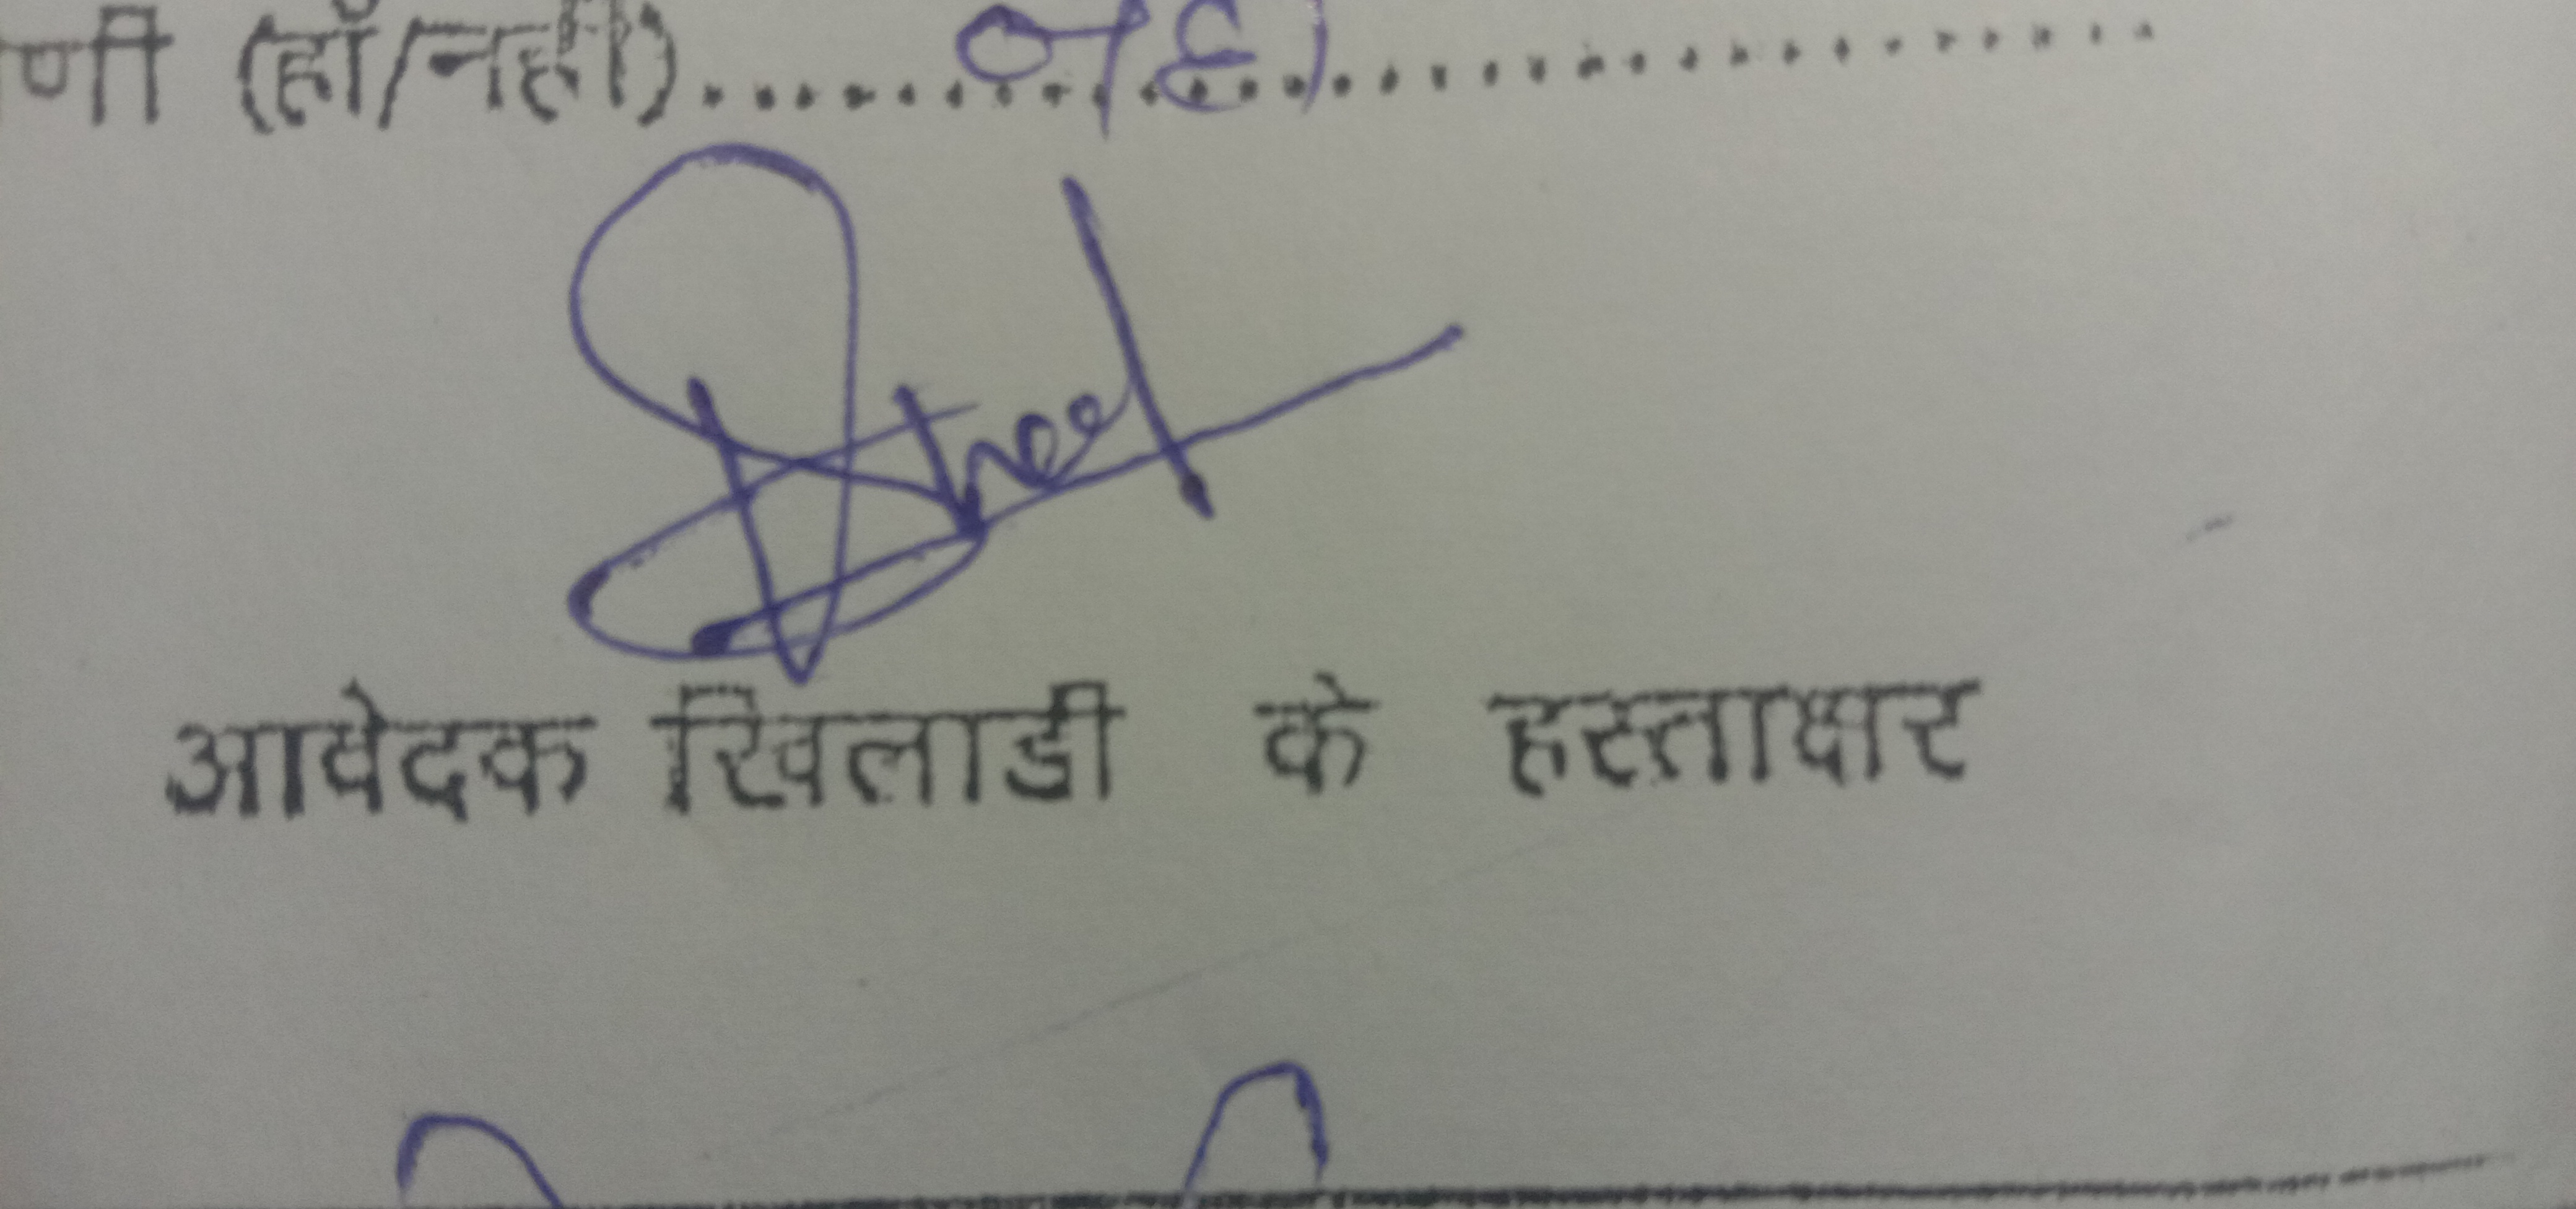 णी (हाँ/नहीं).......नहीं.......................
आवेदक खिलाडी के हस्ताक्षर